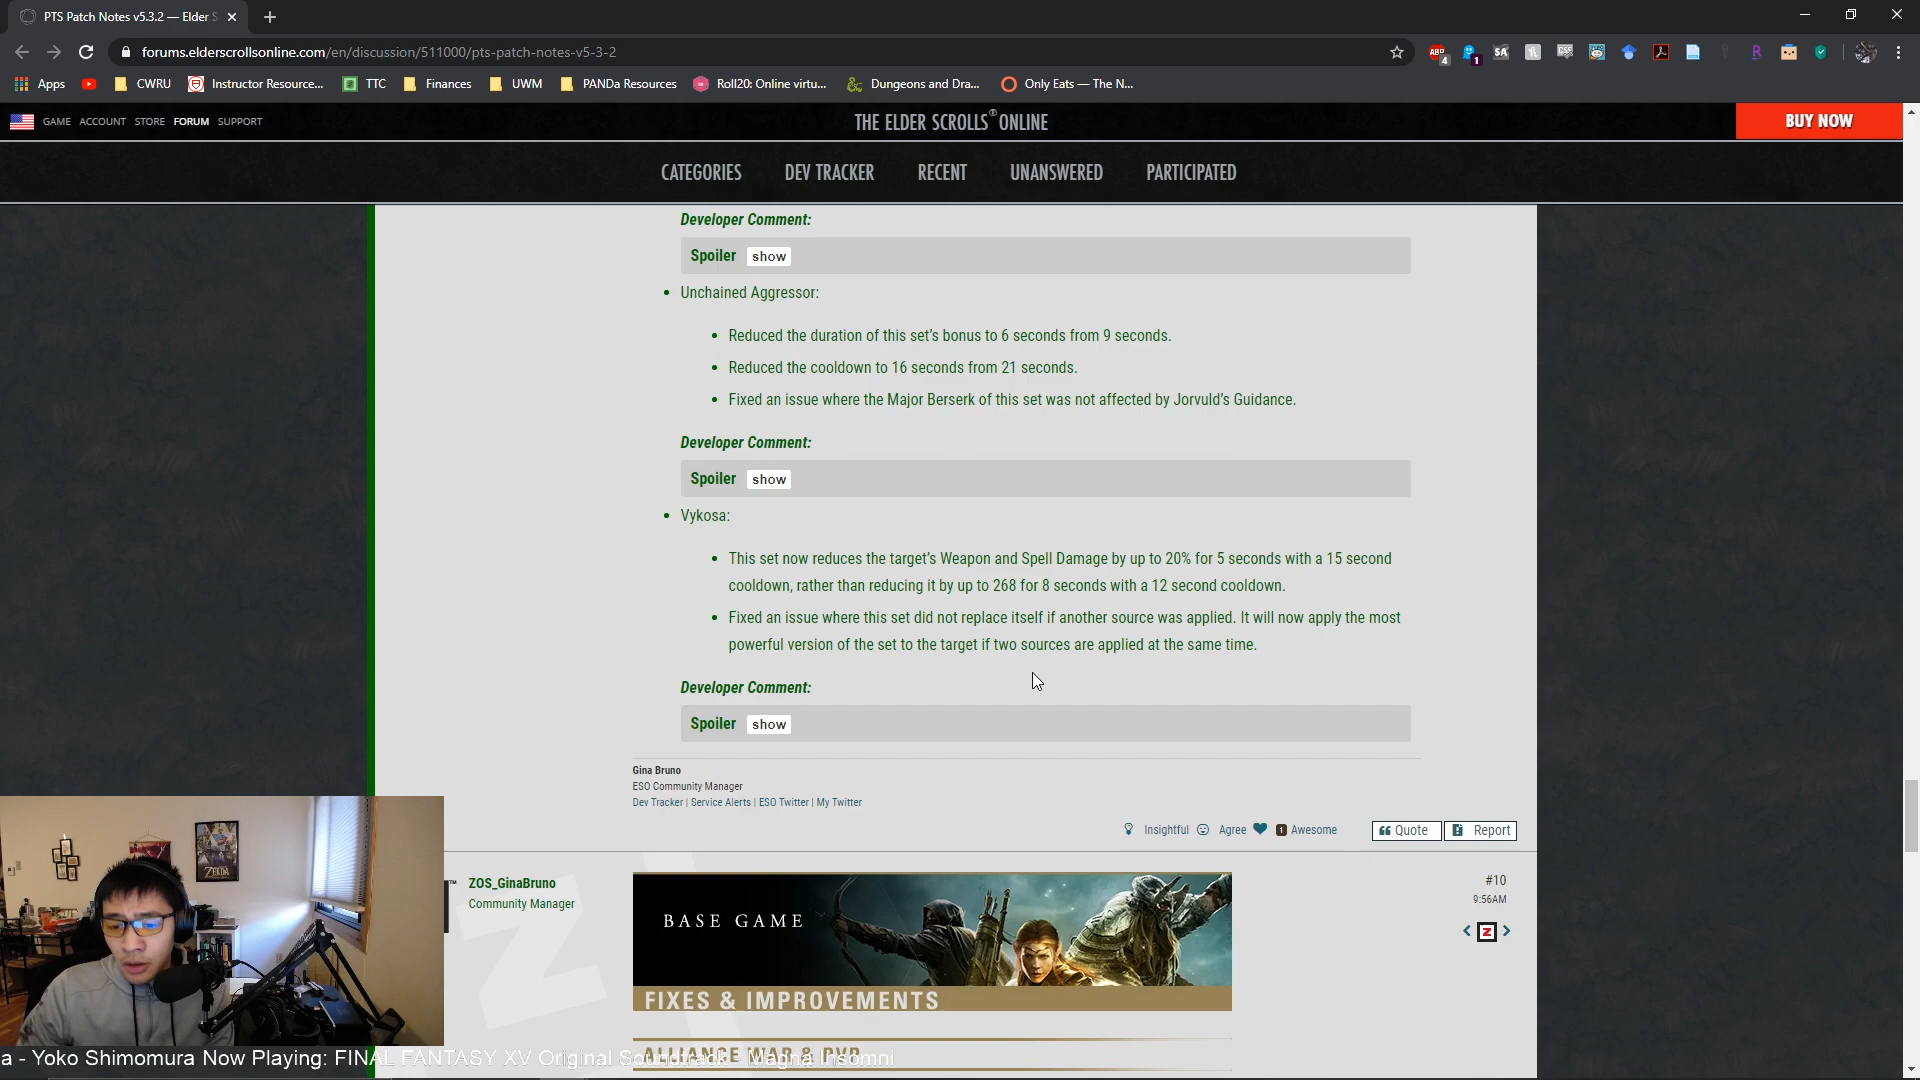 PTS Patch Notes v5.3.2 — Elder S
forums.elderscrollsonline.com/en/discussion/511000/pts-patch-notes-v5-3-2
ABP
4
1
SA
CSG
R
Apps
CWRU
Instructor Resource...
TTC
Finances
UWM
PANDa Resources
Roll20: Online virtu...
Dungeons and Dra...
Only Eats — The N...
GAME ACCOUNT STORE FORUM SUPPORT
THE ELDER SCROLLS® ONLINE
BUY NOW
CATEGORIES DEV TRACKER RECENT UNANSWERED PARTICIPATED
Developer Comment:
Spoiler show
• Unchained Aggressor:
• Reduced the duration of this set's bonus to 6 seconds from 9 seconds.
• Reduced the cooldown to 16 seconds from 21 seconds.
• Fixed an issue where the Major Berserk of this set was not affected by Jorvuld's Guidance.
Developer Comment:
Spoiler show
• Vykosa:
• This set now reduces the target's Weapon and Spell Damage by up to 20% for 5 seconds with a 15 second
cooldown, rather than reducing it by up to 268 for 8 seconds with a 12 second cooldown.
• Fixed an issue where this set did not replace itself if another source was applied. It will now apply the most
powerful version of the set to the target if two sources are applied at the same time.
Developer Comment:
Spoiler show
Gina Bruno
ESO Community Manager
Dev Tracker | Service Alerts | ESO Twitter | My Twitter
Insightful Agree 1 Awesome
Quote Report
ZOS_GinaBruno
Community Manager
#10
9:56AM
< Z >
BASE GAME
FIXES & IMPROVEMENTS
ALLIANCE WAR & PVP
ZELDA
a - Yoko Shimomura Now Playing: FINAL FANTASY XV Original Soundtrack - Magna Insomni